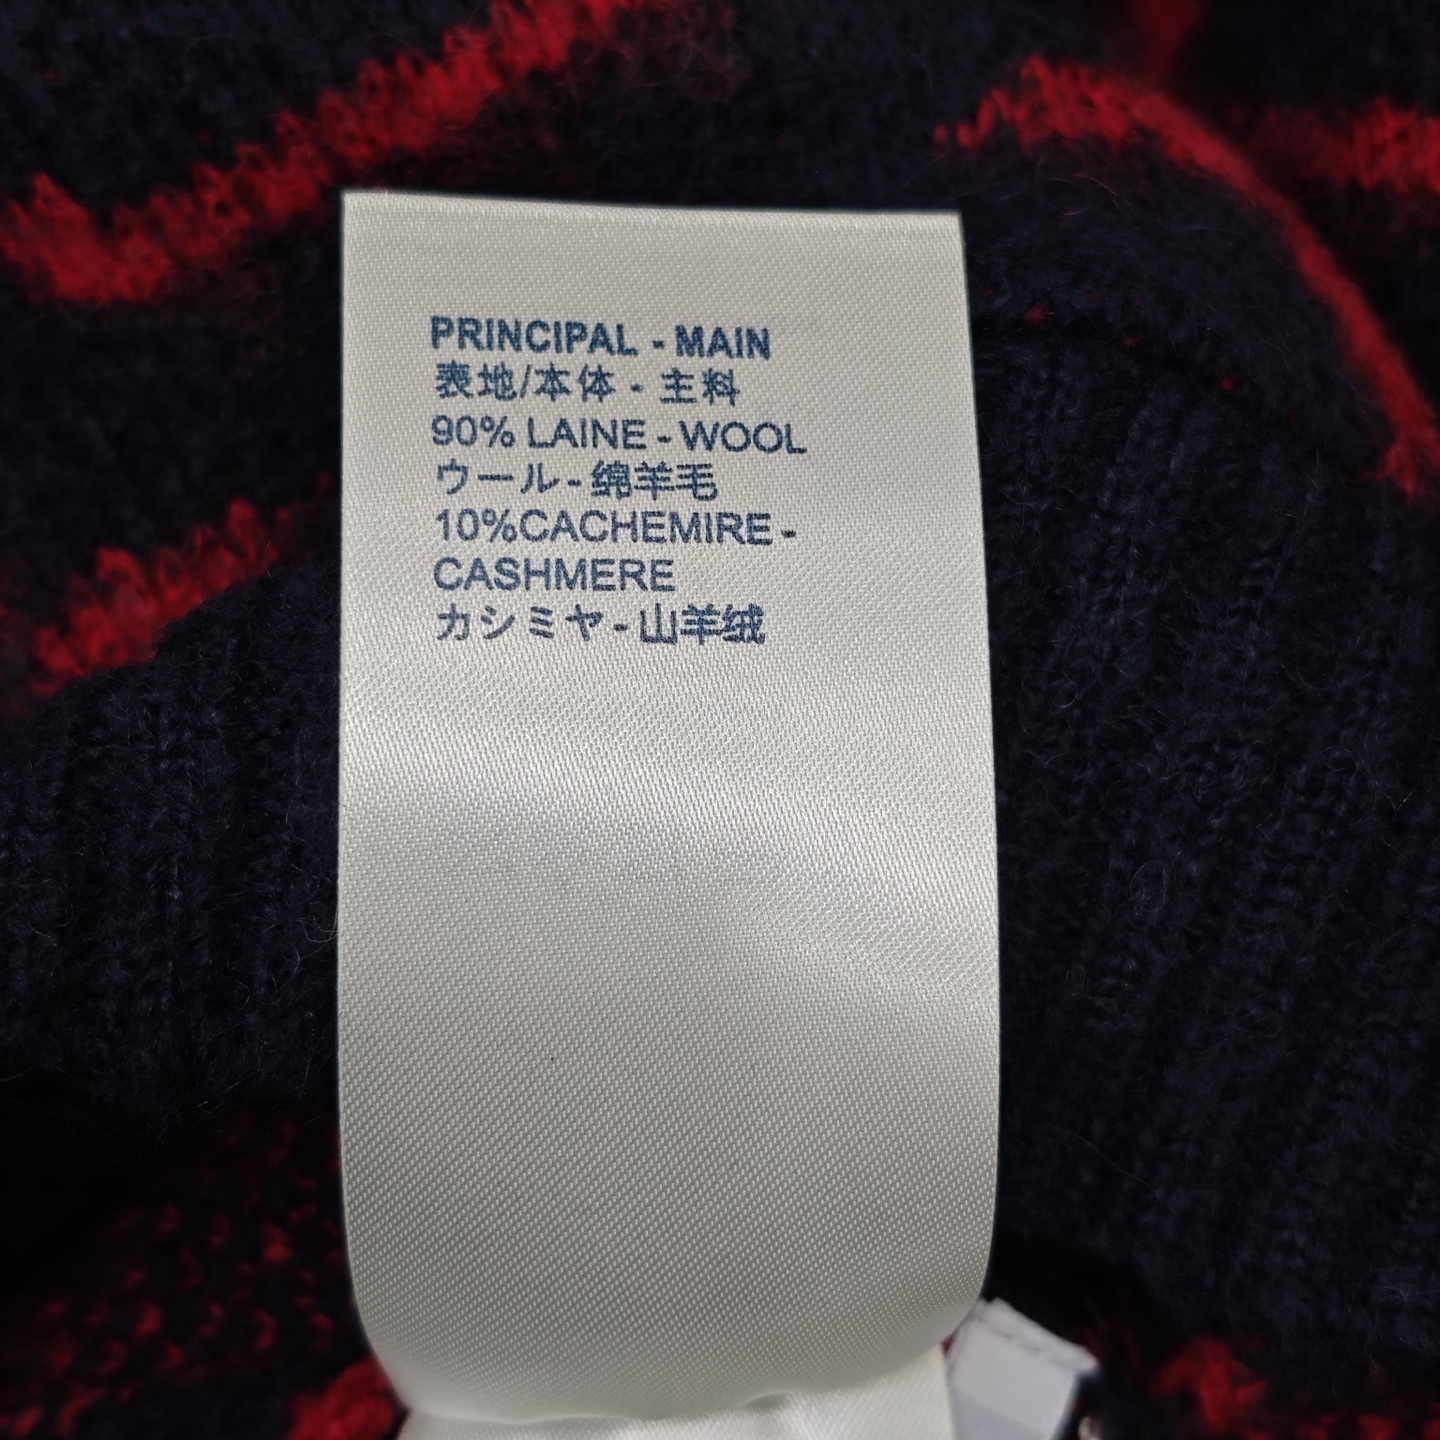 PRINCIPAL - MAIN
表地/本体 - 主料
90% LAINE - WOOL
ウール - 绵羊毛
10%CACHEMIRE -
CASHMERE
カシミヤ - 山羊绒